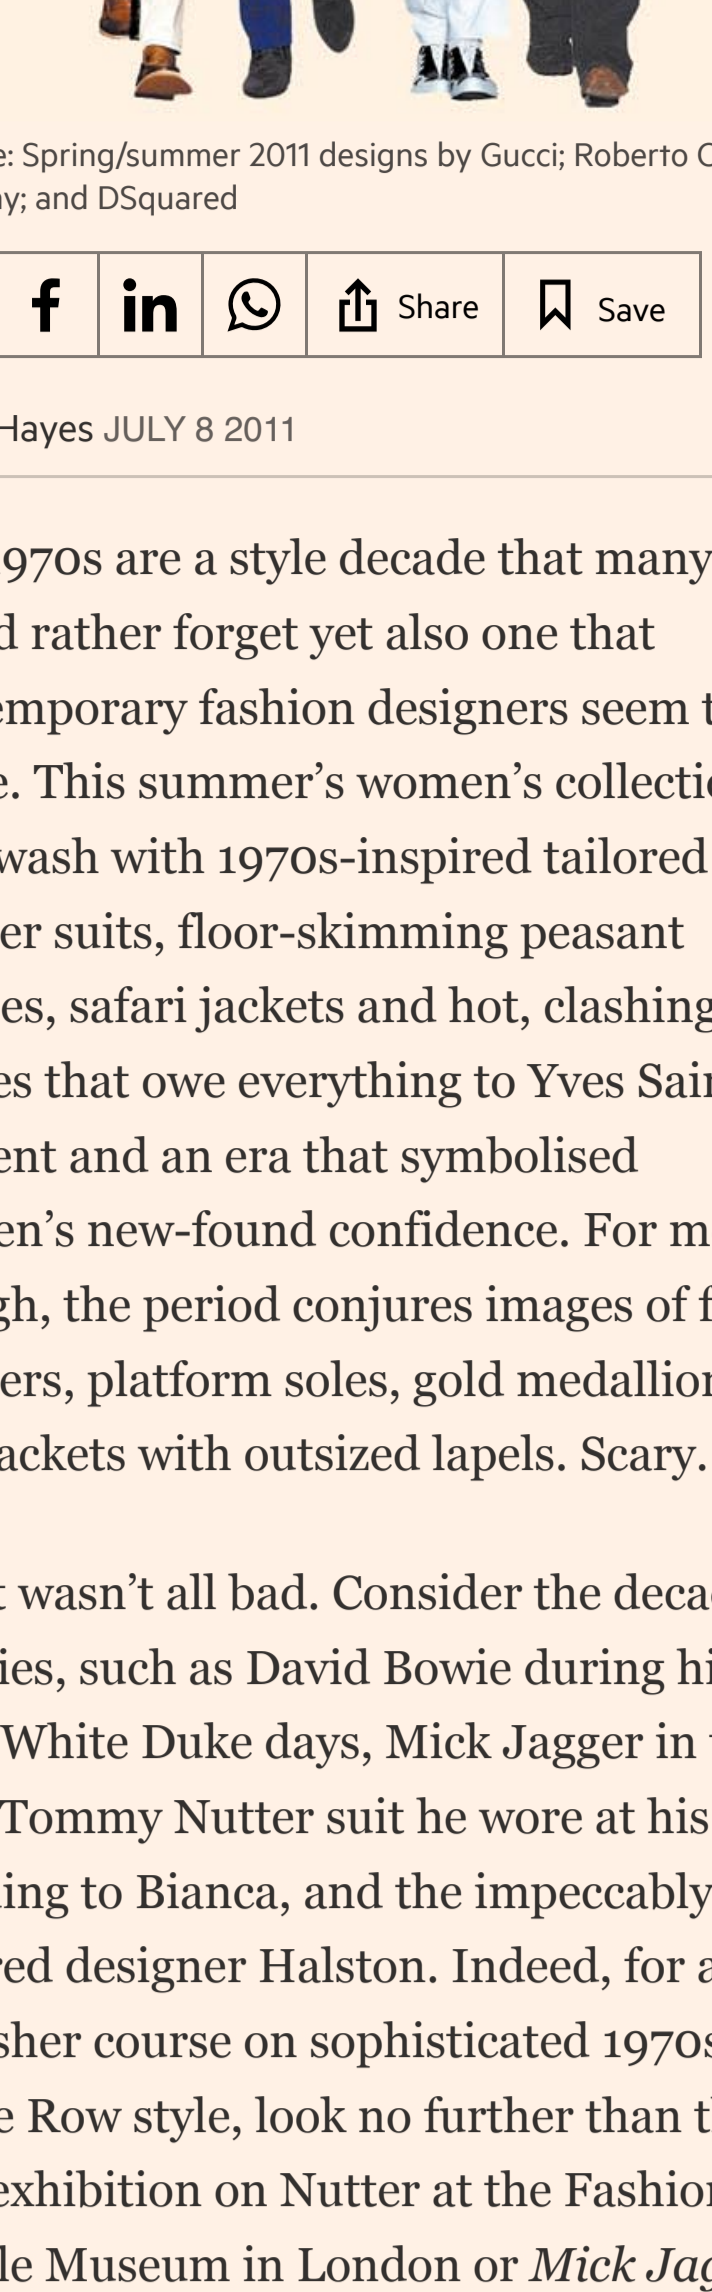 e: Spring/summer 2011 designs by Gucci; Roberto C
y; and DSquared
f in Share Save
Hayes JULY 8 2011
970s are a style decade that many
d rather forget yet also one that
emporary fashion designers seem t
e. This summer’s women’s collectio
wash with 1970s-inspired tailored
er suits, floor-skimming peasant
es, safari jackets and hot, clashing
es that owe everything to Yves Sain
ent and an era that symbolised
en’s new-found confidence. For m
gh, the period conjures images of f
ers, platform soles, gold medallion
ackets with outsized lapels. Scary.
t wasn’t all bad. Consider the deca
ies, such as David Bowie during hi
White Duke days, Mick Jagger in t
Tommy Nutter suit he wore at his
ing to Bianca, and the impeccably
red designer Halston. Indeed, for a
sher course on sophisticated 1970s
e Row style, look no further than t
exhibition on Nutter at the Fashion
le Museum in London or Mick Jag